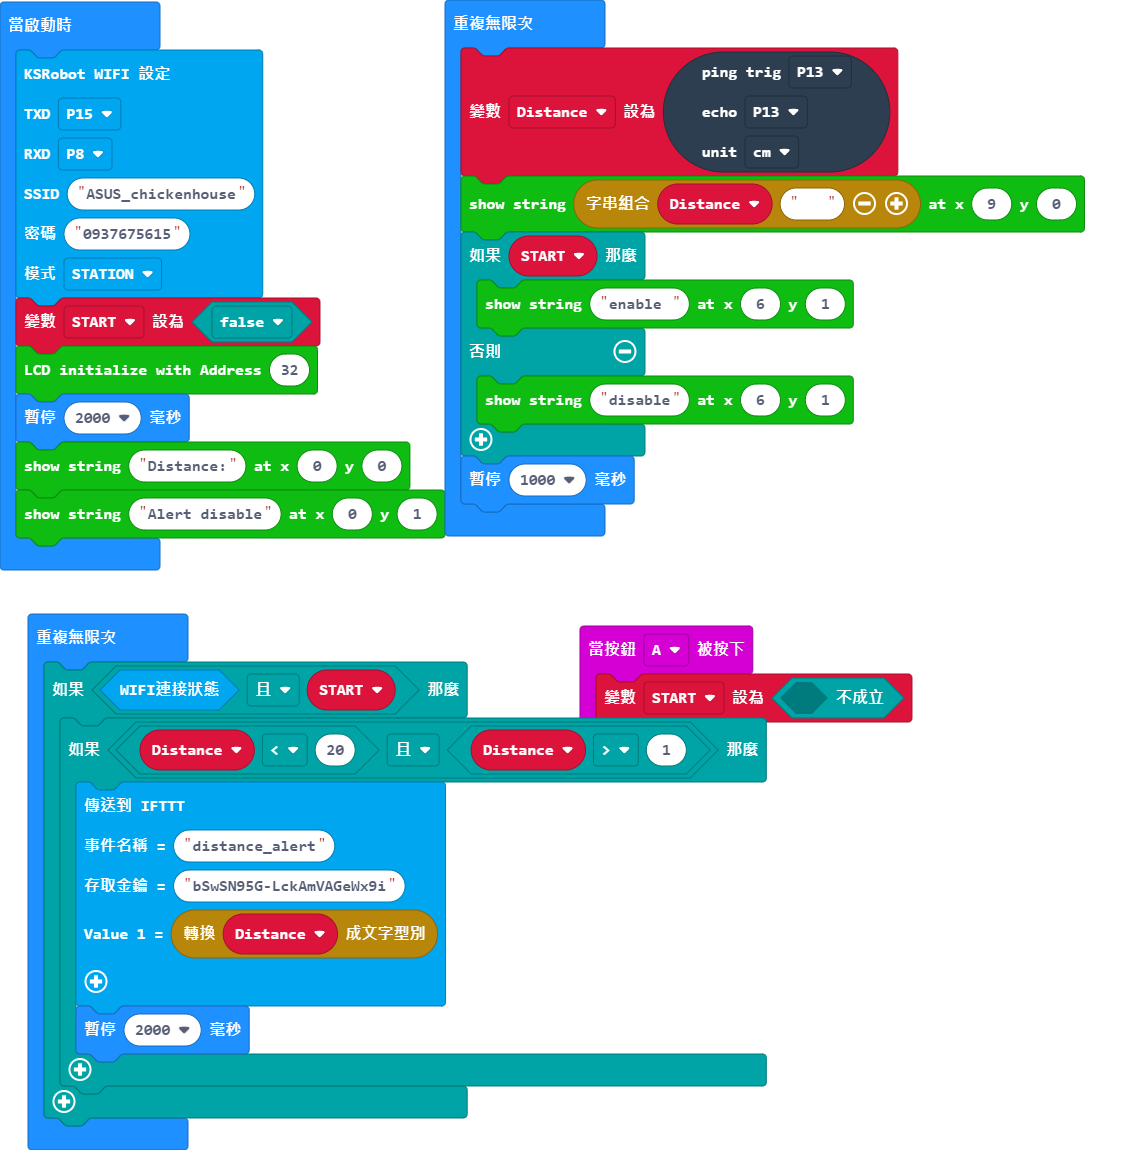 當啟動時
KSRobot WIFI 設定
TXD P15
RXD P8
SSID "ASUS_chickenhouse"
密碼 "0937675615"
模式 STATION
變數 START 設為 false
LCD initialize with Address 32
暫停 2000 毫秒
show string "Distance:" at x 0 y 0
show string "Alert disable" at x 0 y 1
重複無限次
變數 Distance 設為
ping trig P13
echo P13
unit cm
show string 字串組合 Distance " " at x 9 y 0
如果 START 那麼
show string "enable " at x 6 y 1
否則
show string "disable" at x 6 y 1
暫停 1000 毫秒
重複無限次
如果 WIFI連接狀態 且 START 那麼
如果 Distance < 20 且 Distance > 1 那麼
傳送到 IFTTT
事件名稱 = "distance_alert"
存取金鑰 = "bSwSN95G-LckAmVAGeWx9i"
Value 1 = 轉換 Distance 成文字型別
暫停 2000 毫秒
當按鈕 A 被按下
變數 START 設為 不成立